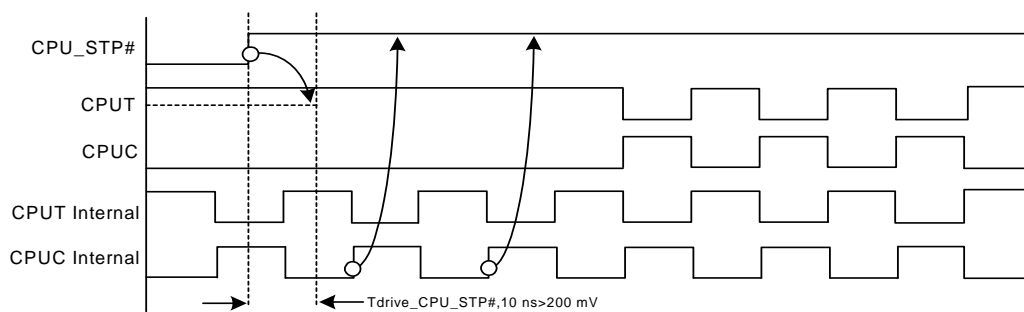 CPU_STP#
CPUT
CPUC
CPUT Internal
CPUC Internal
Tdrive_CPU_STP#,10 ns>200 mV